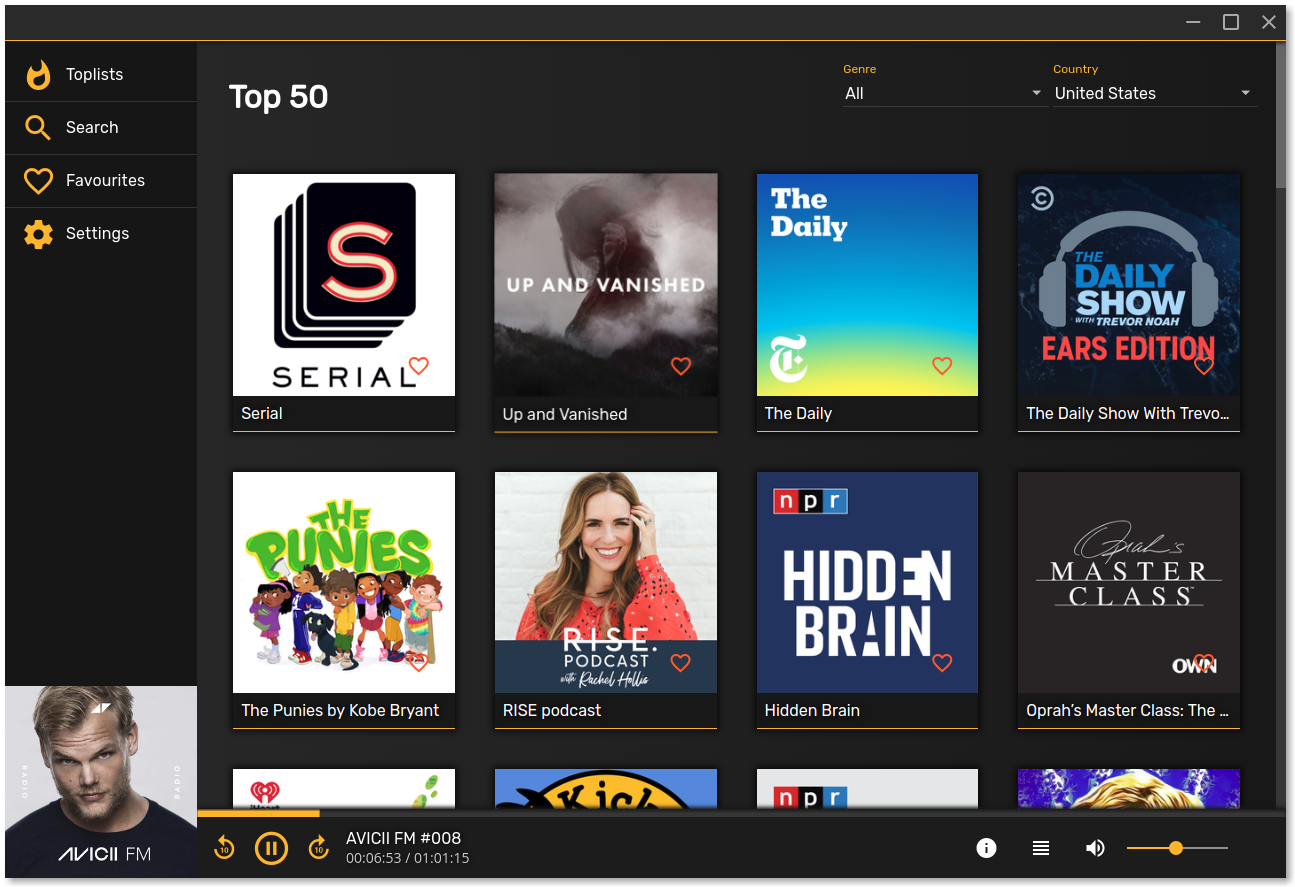 Toplists
Search
Favourites
Settings
Top 50
Genre
All
Country
United States
S
SERIAL
Serial
UP AND VANISHED
Up and Vanished
The
Daily
The Daily
C
THE
DAILY
SHOW
WITH TREVOR NOAH
EARS EDITION
The Daily Show With Trevo...
THE
PUNIES
The Punies by Kobe Bryant
RISE.
PODCAST
with Rachel Hollis
RISE podcast
npr
HIDDEN
BRAIN
Hidden Brain
Oprah's
MASTER
CLASS
OWN
Oprah’s Master Class: The ...
iHeart
Kick
npr
RADIO
RADIO
AVICII FM
10
10
AVICII FM #008
00:06:53 / 01:01:15